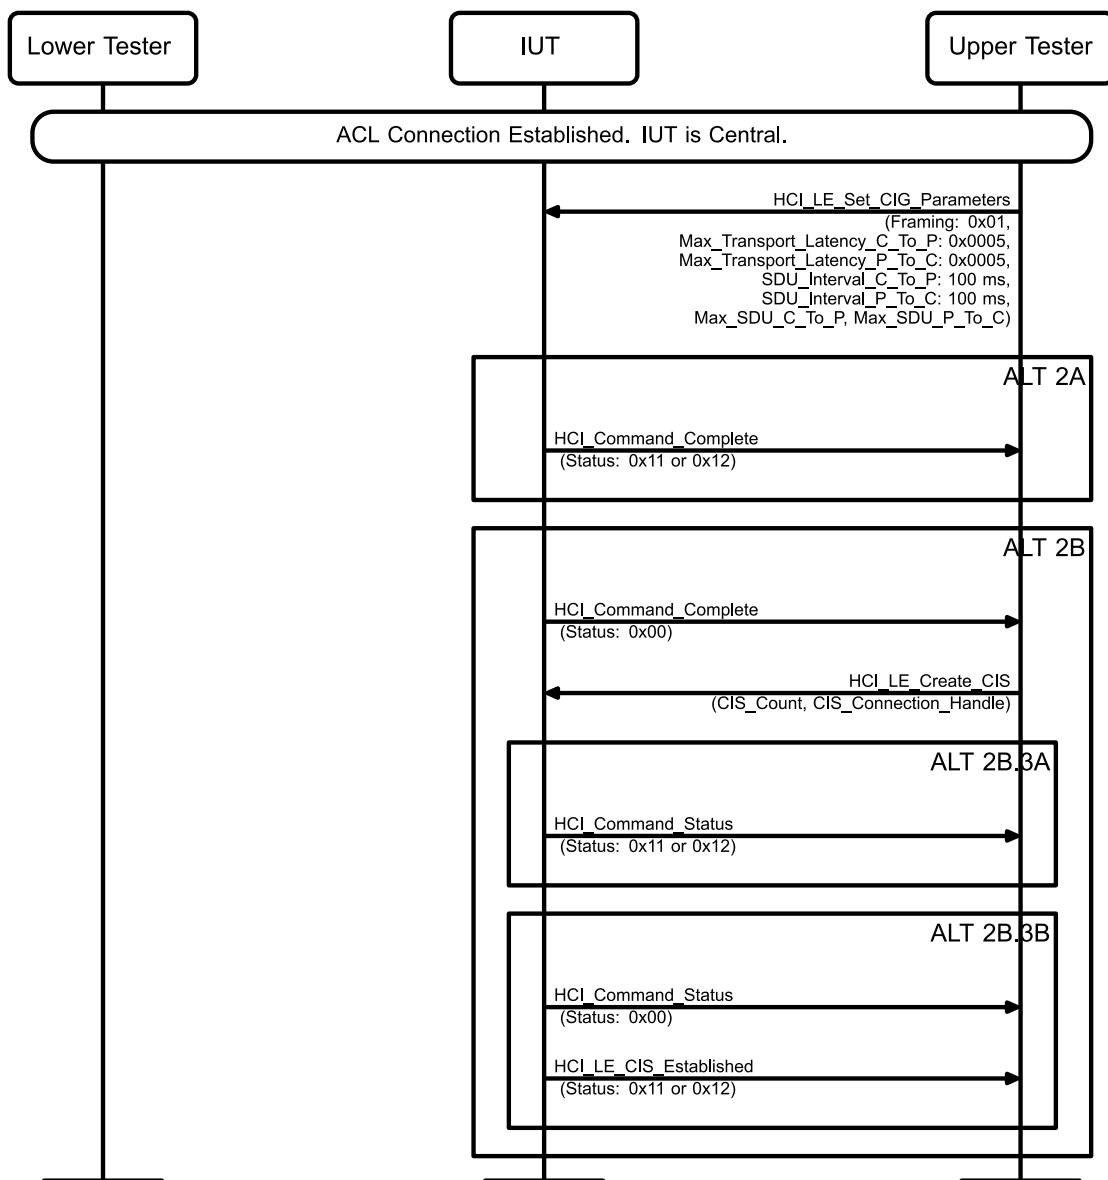 Lower Tester
IUT
Upper Tester
ACL Connection Established. IUT is Central.
HCI_LE_Set_CIG_Parameters
(Framing: 0x01,
Max_Transport_Latency_C_To_P: 0x0005,
Max_Transport_Latency_P_To_C: 0x0005,
SDU_Interval_C_To_P: 100 ms,
SDU_Interval_P_To_C: 100 ms,
Max_SDU_C_To_P, Max_SDU_P_To_C)
ALT 2A
HCI_Command_Complete
(Status: 0x11 or 0x12)
ALT 2B
HCI_Command_Complete
(Status: 0x00)
HCI_LE_Create_CIS
(CIS_Count, CIS_Connection_Handle)
ALT 2B.3A
HCI_Command_Status
(Status: 0x11 or 0x12)
ALT 2B.3B
HCI_Command_Status
(Status: 0x00)
HCI_LE_CIS_Established
(Status: 0x11 or 0x12)